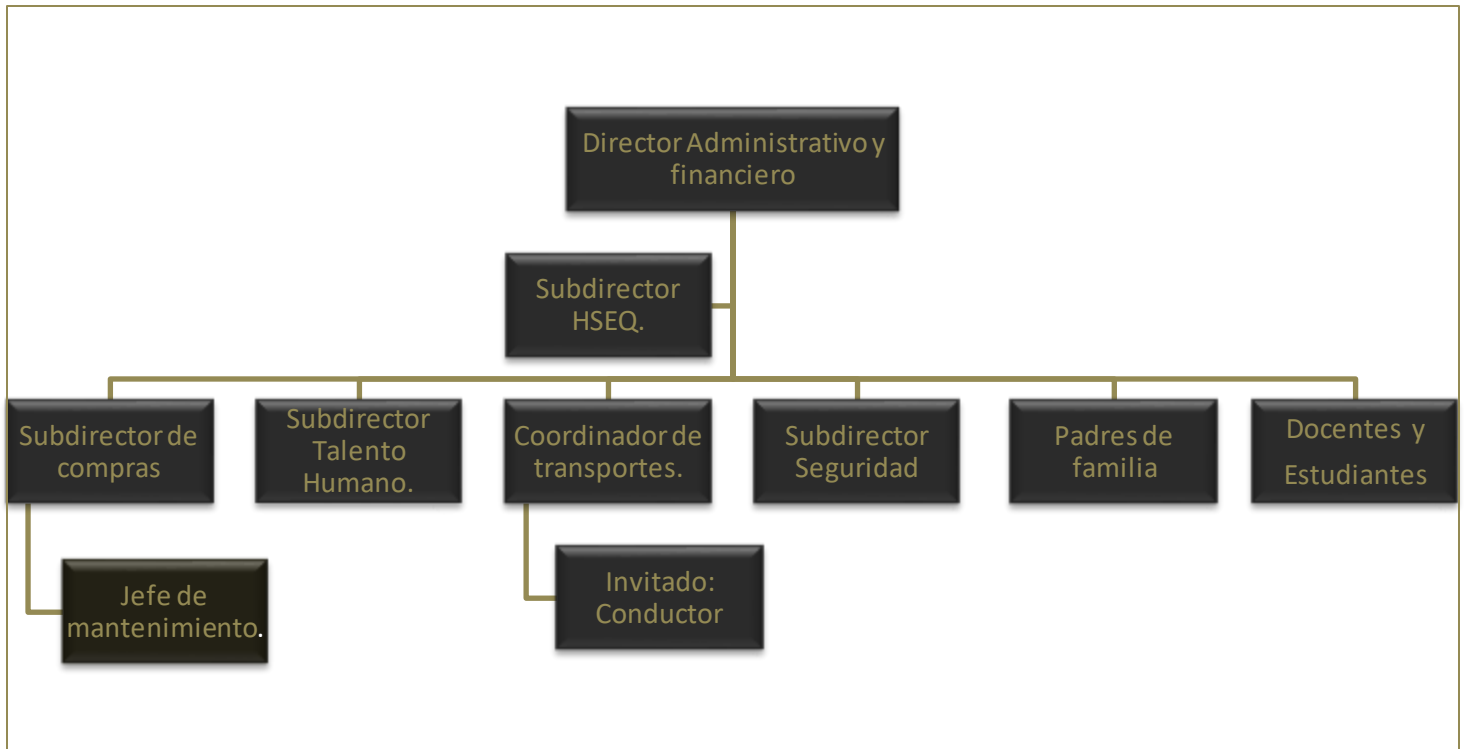 Director Administrativo y
financiero
Subdirector
HSEQ.
Subdirector de
compras
Subdirector
Talento
Humano.
Coordinador de
transportes.
Subdirector
Seguridad
Padres de
familia
Docentes y
Estudiantes
Jefe de
mantenimiento.
Invitado:
Conductor